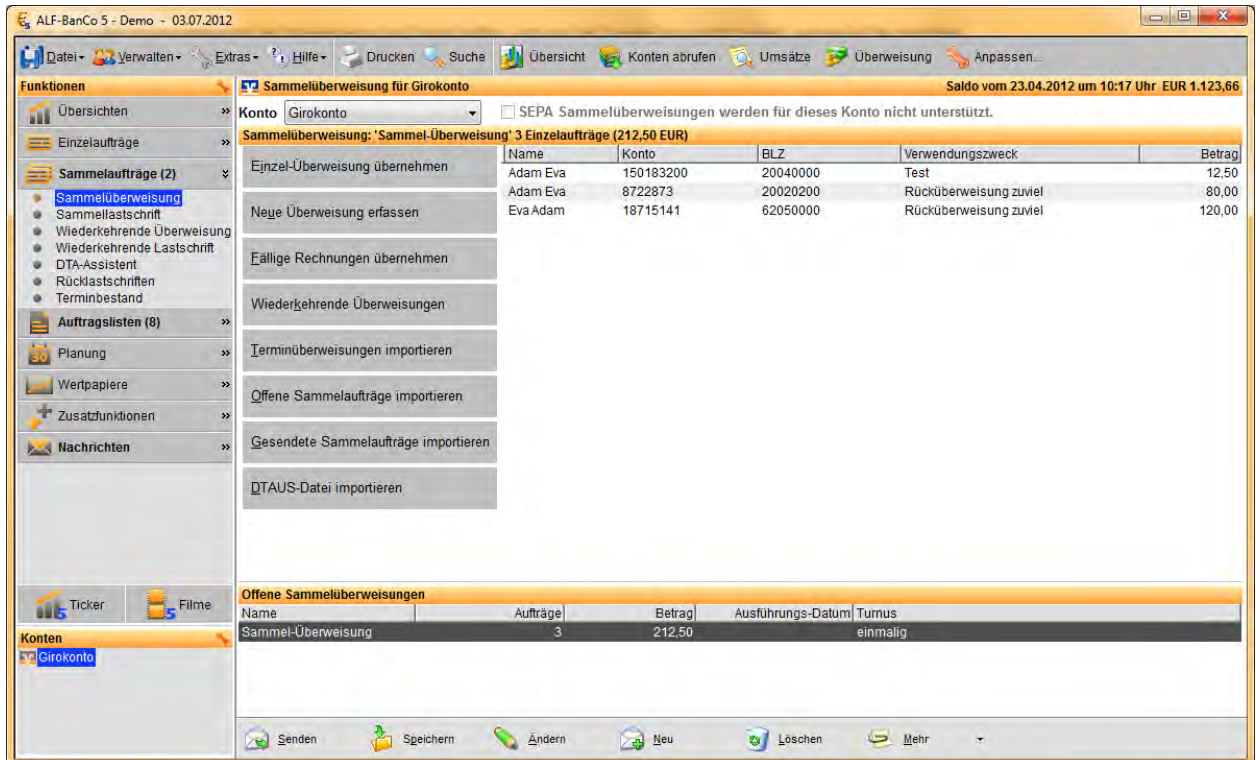 ALF-BanCo 5 - Demo - 03.07.2012
Datei Verwalten Extras Hilfe Drucken Suche Übersicht Konten abrufen Umsätze Überweisung Anpassen...
Funktionen
Übersichten
Einzelaufträge
Sammelaufträge (2)
Sammelüberweisung
Sammellastschrift
Wiederkehrende Überweisung
Wiederkehrende Lastschrift
DTA-Assistent
Rücklastschriften
Terminbestand
Auftragslisten (8)
30 Planung
Wertpapiere
Zusatzfunktionen
Nachrichten
5 Ticker 5 Filme
Konten
Girokonto
Sammelüberweisung für Girokonto Saldo vom 23.04.2012 um 10:17 Uhr EUR 1.123,66
Konto Girokonto SEPA Sammelüberweisungen werden für dieses Konto nicht unterstützt.
Sammelüberweisung: 'Sammel-Überweisung' 3 Einzelaufträge (212,50 EUR)
Einzel-Überweisung übernehmen
Neue Überweisung erfassen
Fällige Rechnungen übernehmen
Wiederkehrende Überweisungen
Terminüberweisungen importieren
Offene Sammelaufträge importieren
Gesendete Sammelaufträge importieren
DTAUS-Datei importieren
Name Konto BLZ Verwendungszweck Betrag
Adam Eva 150183200 20040000 Test 12,50
Adam Eva 8722873 20020200 Rücküberweisung zuviel 80,00
Eva Adam 18715141 62050000 Rücküberweisung zuviel 120,00
Offene Sammelüberweisungen
Name Aufträge Betrag Ausführungs-Datum Turnus
Sammel-Überweisung 3 212,50 einmalig
Senden Speichern Ändern Neu Löschen Mehr